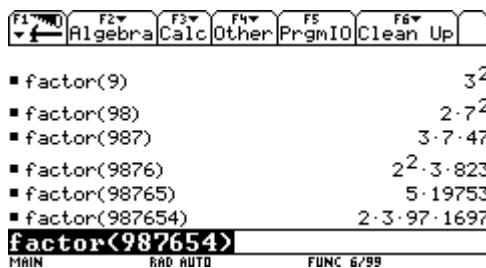 F1 F2 F3 F4 F5 F6
Algebra Calc Other PrgmIO Clean Up
▪ factor(9) 3²
▪ factor(98) 2·7²
▪ factor(987) 3·7·47
▪ factor(9876) 2²·3·823
▪ factor(98765) 5·19753
▪ factor(987654) 2·3·97·1697
factor(987654)
MAIN RAD AUTO FUNC 6/99